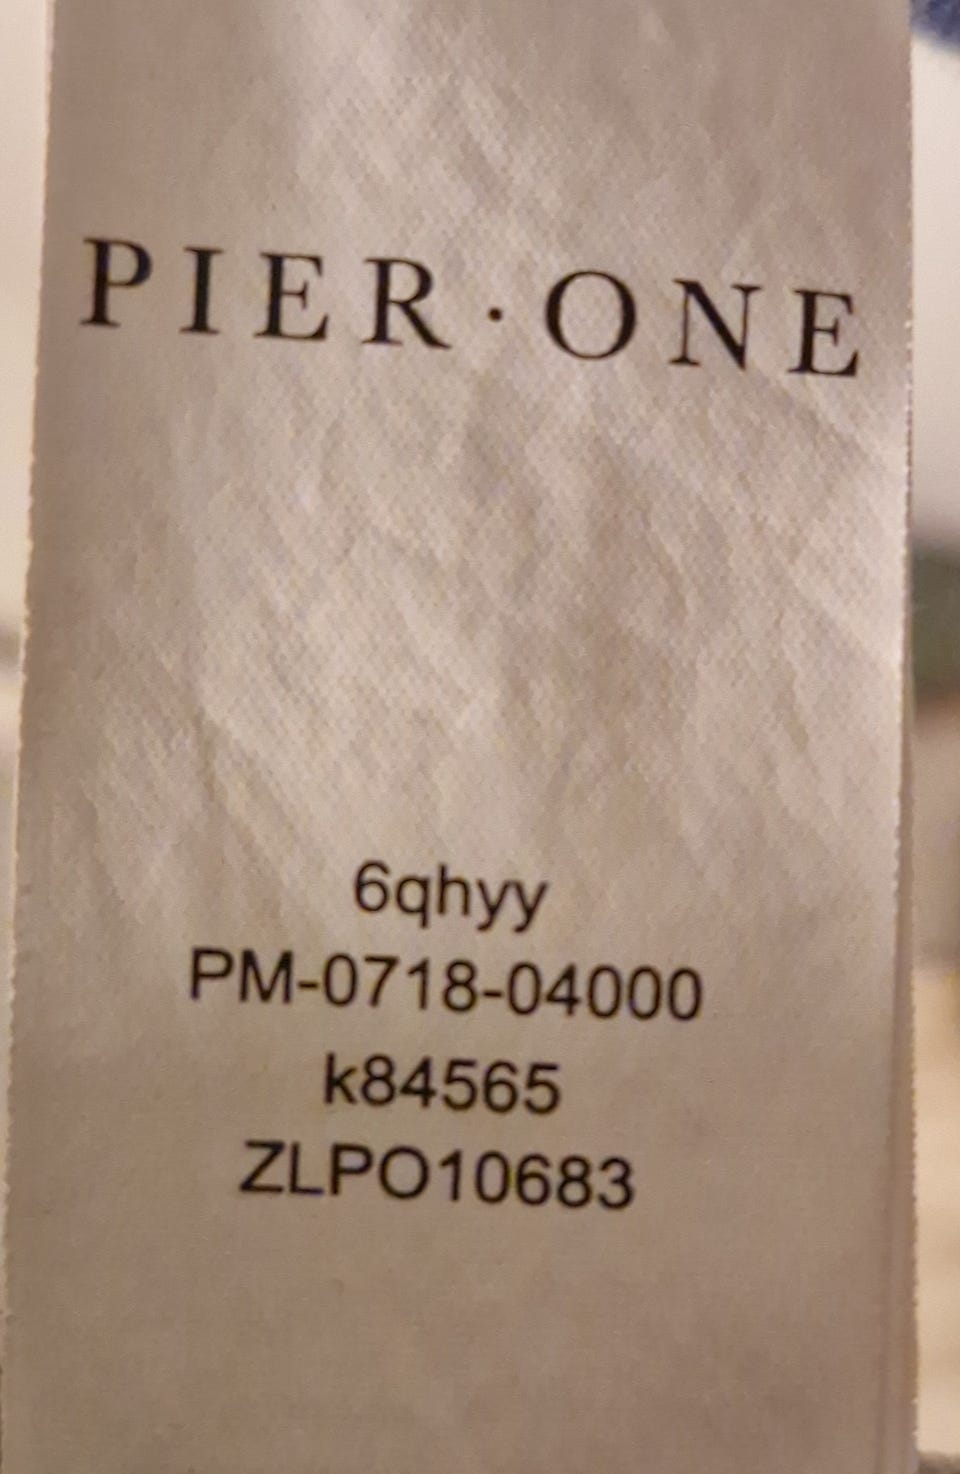 PIER·ONE
6qhyy
PM-0718-04000
k84565
ZLPO10683